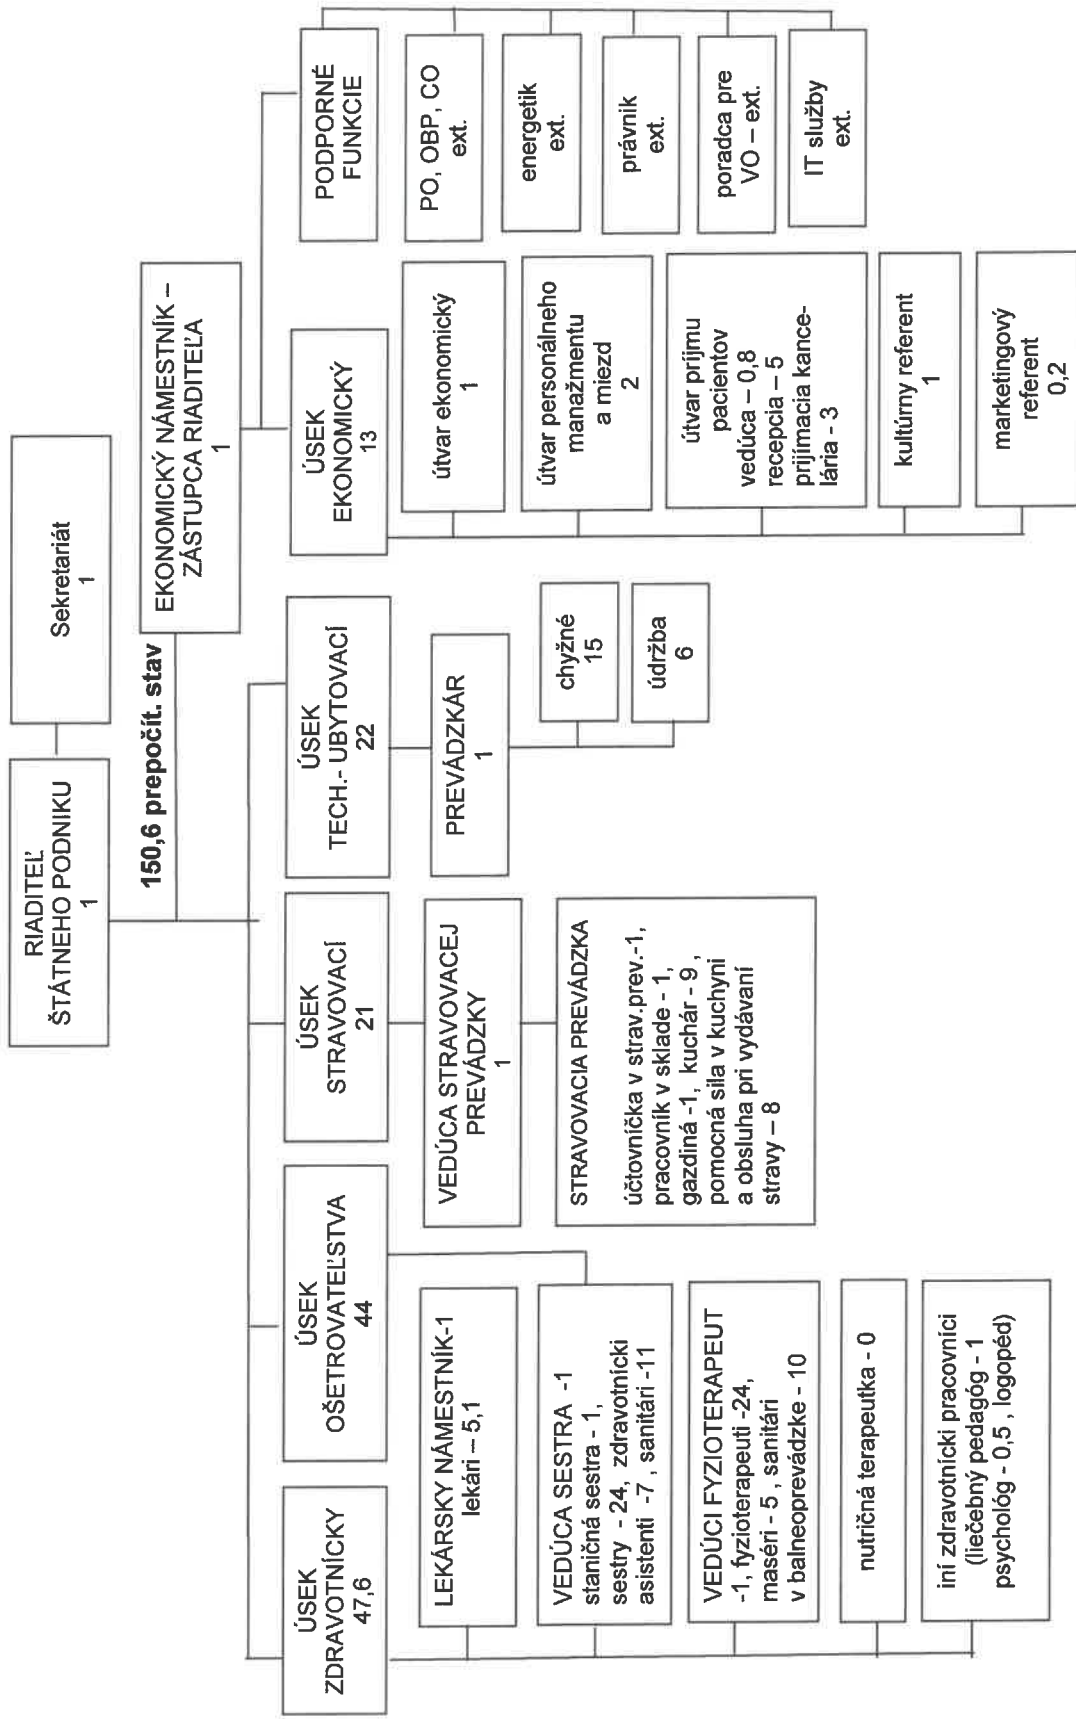 RIADITEĽ
ŠTÁTNEHO PODNIKU
1
Sekretariát
1
150,6 prepočít. stav
EKONOMICKÝ NÁMESTNÍK –
ZÁSTUPCA RIADITEĽA
1
ÚSEK
ZDRAVOTNÍCKY
47,6
ÚSEK
OŠETROVATEĽSTVA
44
ÚSEK
STRAVOVACÍ
21
ÚSEK
TECH.- UBYTOVACÍ
22
ÚSEK
EKONOMICKÝ
13
PODPORNÉ
FUNKCIE
LEKÁRSKY NÁMESTNÍK-1
lekári – 5,1
VEDÚCA SESTRA -1
staničná sestra - 1,
sestry - 24, zdravotnícki
asistenti -7 , sanitári -11
VEDÚCI FYZIOTERAPEUT
-1, fyzioterapeuti -24,
maséri - 5 , sanitári
v balneoprevádzke - 10
nutričná terapeutka - 0
iní zdravotnícki pracovníci
(liečebný pedagóg - 1
psychológ - 0,5 , logopéd)
VEDÚCA STRAVOVACEJ
PREVÁDZKY
1
STRAVOVACIA PREVÁDZKA
účtovníčka v strav.prev.-1,
pracovník v sklade - 1,
gazdiná -1, kuchár - 9 ,
pomocná sila v kuchyni
a obsluha pri vydávaní
stravy – 8
PREVÁDZKÁR
1
chyžné
15
údržba
6
útvar ekonomický
1
útvar personálneho
manažmentu
a miezd
2
útvar príjmu
pacientov
vedúca – 0,8
recepcia – 5
prijímacia kance-
lária - 3
kultúrny referent
1
marketingový
referent
0,2
PO, OBP, CO
ext.
energetik
ext.
právnik
ext.
poradca pre
VO – ext.
IT služby
ext.